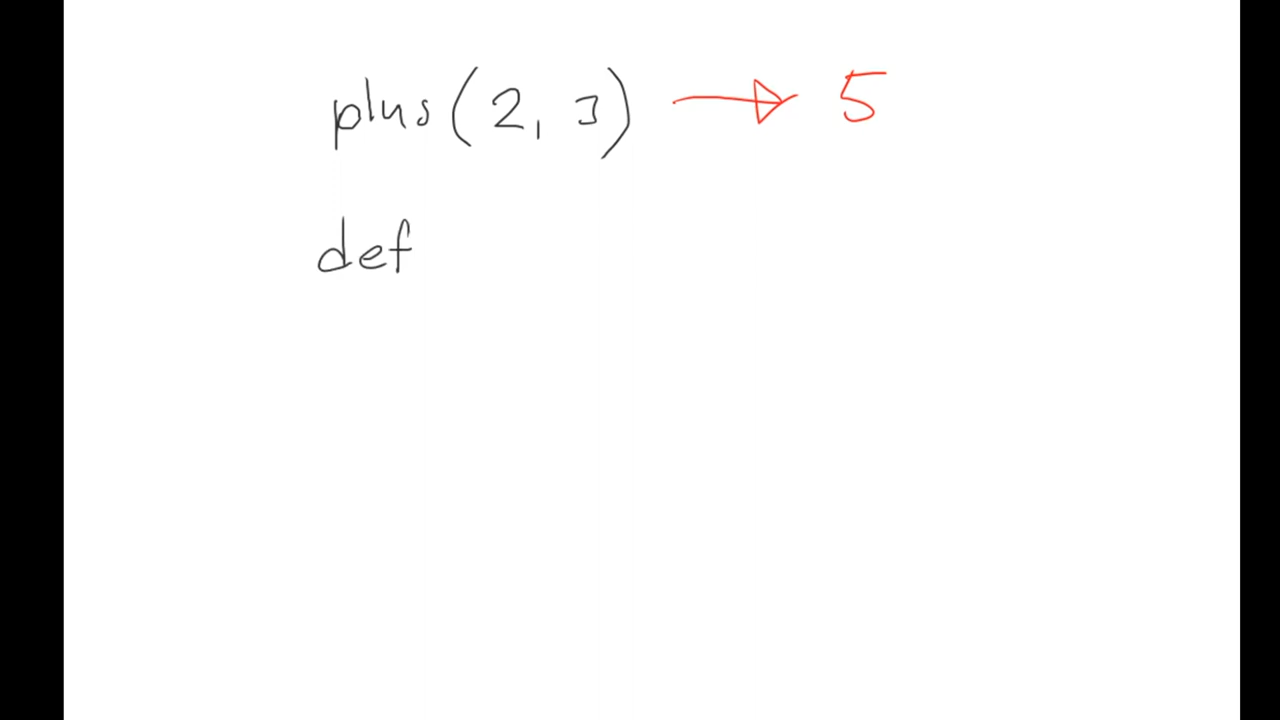 plus(2, 3) → 5
def